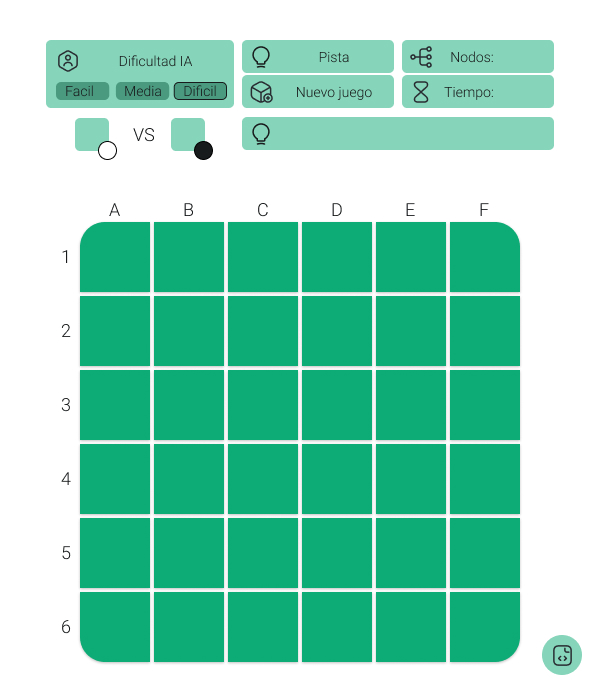 Dificultad IA
Facil Media Dificil
Pista
Nuevo juego
Nodos:
Tiempo:
VS
A B C D E F
1
2
3
4
5
6